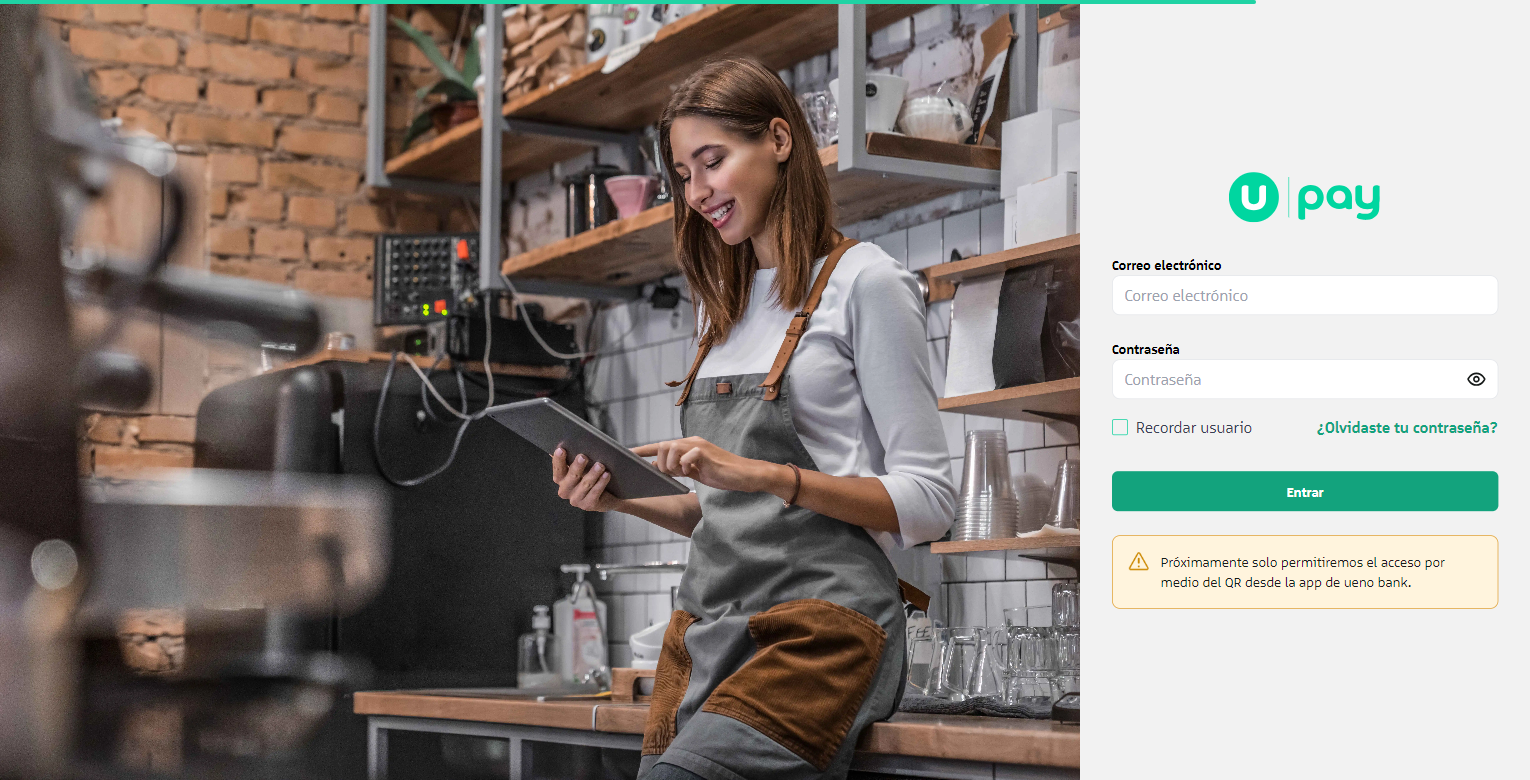 u pay
Correo electrónico
Correo electrónico
Contraseña
Contraseña
Recordar usuario ¿Olvidaste tu contraseña?
Entrar
Próximamente solo permitiremos el acceso por
medio del QR desde la app de ueno bank.